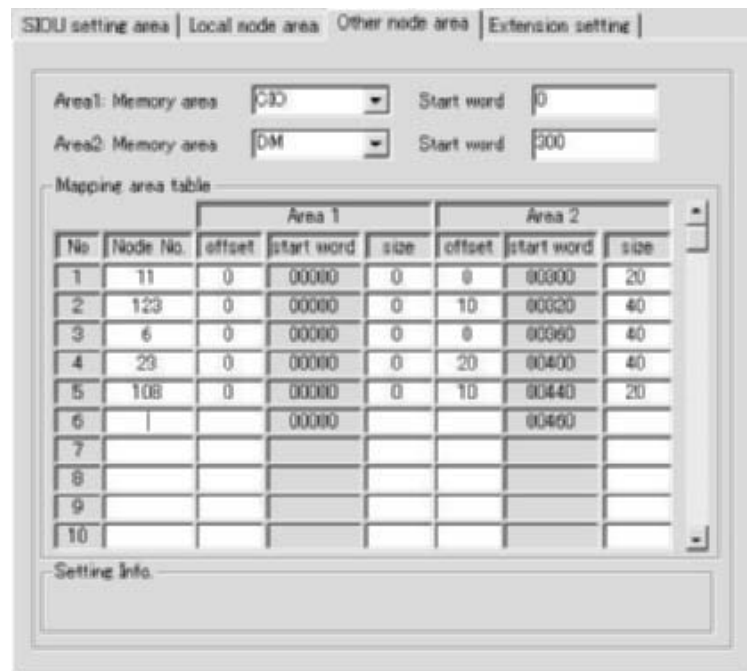 SIOU setting area | Local node area Other node area | Extension setting |
Area1: Memory area CIO Start word 0
Area2: Memory area DM Start word 300
Mapping area table
Area 1 Area 2
No Node No. offset start word size offset start word size
1 11 0 00000 0 0 00300 20
2 123 0 00000 0 10 00320 40
3 6 0 00000 0 0 00360 40
4 23 0 00000 0 20 00400 40
5 108 0 00000 0 10 00440 20
6 00000 00460
7
8
9
10
Setting Info.